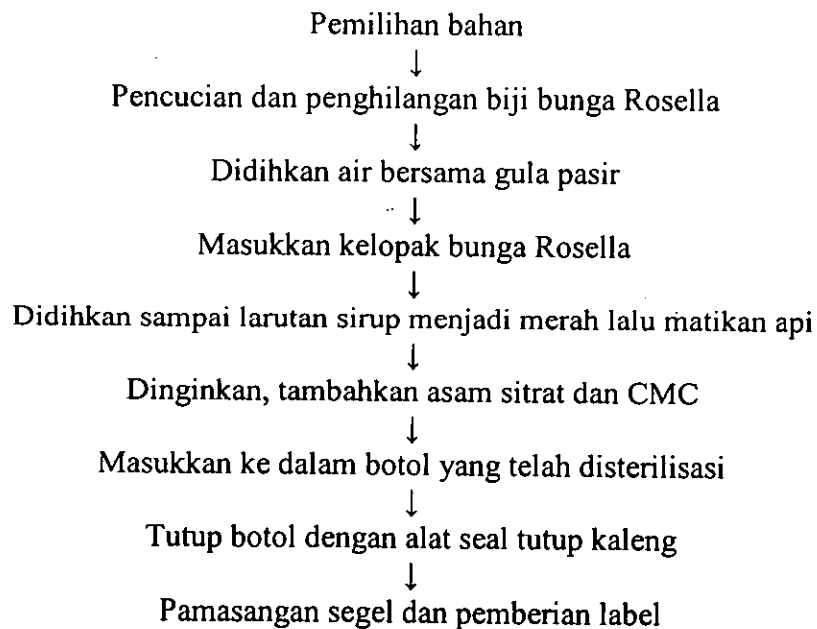 Pemilihan bahan
↓
Pencucian dan penghilangan biji bunga Rosella
↓
Didihkan air bersama gula pasir
↓
Masukkan kelopak bunga Rosella
↓
Didihkan sampai larutan sirup menjadi merah lalu matikan api
↓
Dinginkan, tambahkan asam sitrat dan CMC
↓
Masukkan ke dalam botol yang telah disterilisasi
↓
Tutup botol dengan alat seal tutup kaleng
↓
Pamasangan segel dan pemberian label